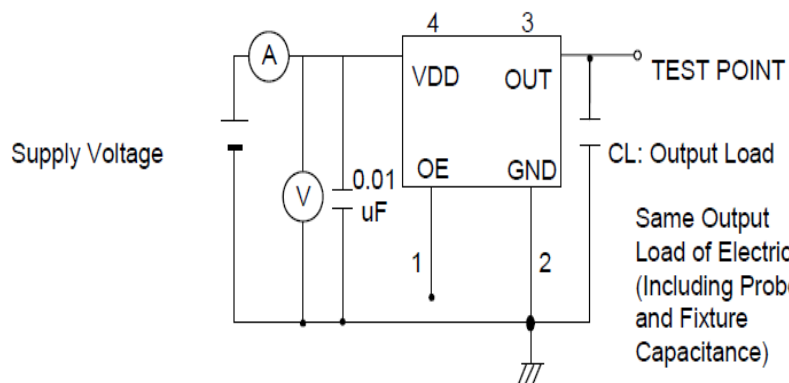 A
4
3
VDD
OUT
TEST POINT
Supply Voltage
V
0.01
uF
OE
GND
CL: Output Load
1
2
Same Output
Load of Electric
(Including Probe
and Fixture
Capacitance)